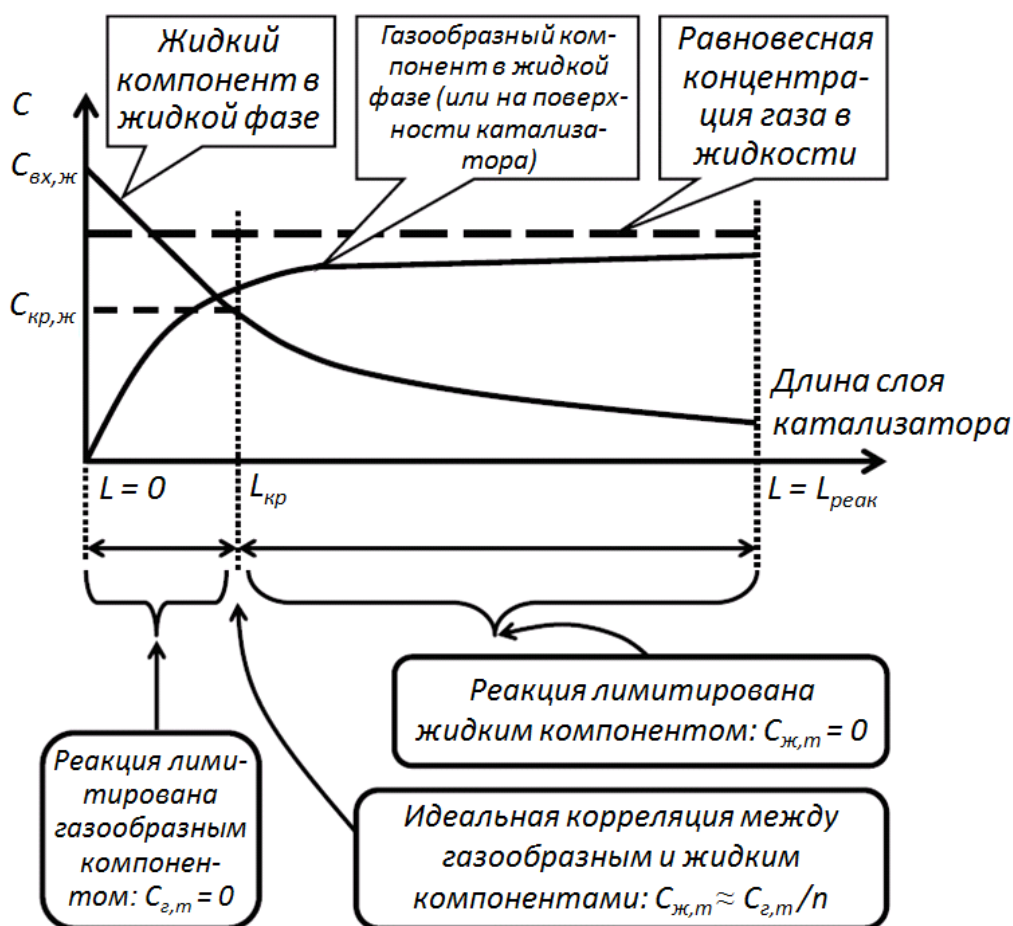 Жидкий
компонент в
жидкой фазе
Газообразный ком-
понент в жидкой
фазе (или на поверх-
ности катализа-
тора)
Равновесная
концентра-
ция газа в
жидкости
C
Cвх,ж
Cкр,ж
Длина слоя
катализатора
L = 0
Lкр
L = Lреак
Реакция лимитирована
жидким компонентом: Cж,т = 0
Реакция лими-
тирована
газообразным
компонен-
том: Cг,т = 0
Идеальная корреляция между
газообразным и жидким
компонентами: Cж,т ≈ Cг,т/n